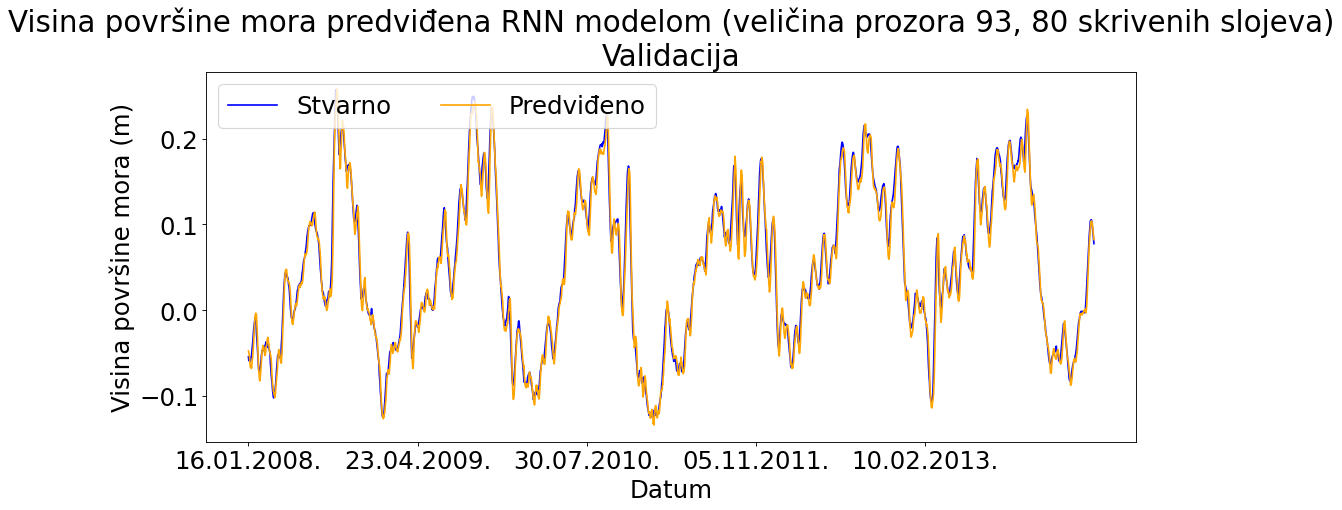 Visina površine mora predviđena RNN modelom (veličina prozora 93, 80 skrivenih slojeva)
Validacija
Stvarno Predviđeno
Visina površine mora (m)
0.2
0.1
0.0
−0.1
16.01.2008. 23.04.2009. 30.07.2010. 05.11.2011. 10.02.2013.
Datum